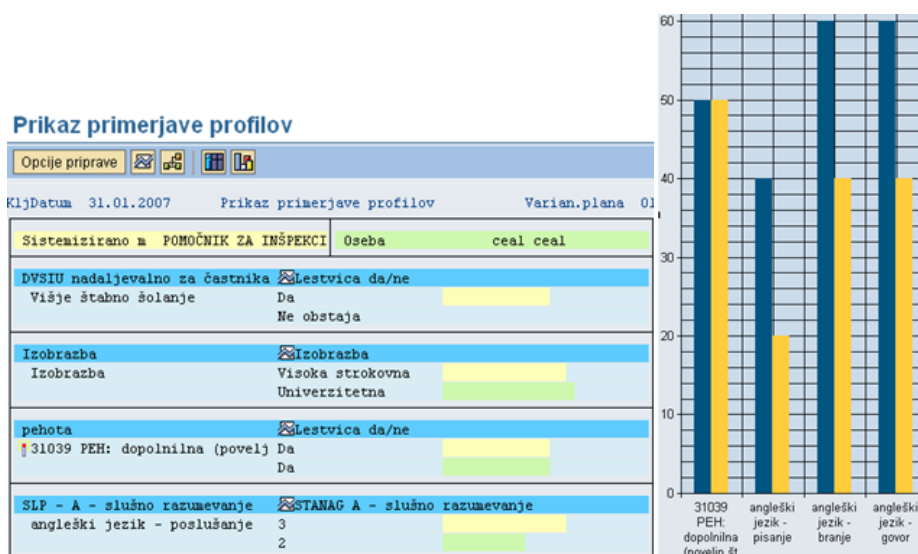 Prikaz primerjave profilov
Opcije priprave
KljDatum 31.01.2007 Prikaz primerjave profilov Varian.plana 01
Sistemizirano m POMOČNIK ZA INŠPEKCI Oseba ceal ceal
DVSIU nadaljevalno za častnika Lestvica da/ne
Višje štabno šolanje Da
Ne obstaja
Izobrazba Izobrazba
Izobrazba Visoka strokovna
Univerzitetna
pehota Lestvica da/ne
31039 PEH: dopolnilna (povelj Da
Da
SLP - A - slušno razumevanje STANAG A - slušno razumevanje
angleški jezik - poslušanje 3
2
60
50
40
30
20
10
0
31039 PEH: dopolnilna (povelin št
angleški jezik - pisanje
angleški jezik - branje
angleški jezik - govor